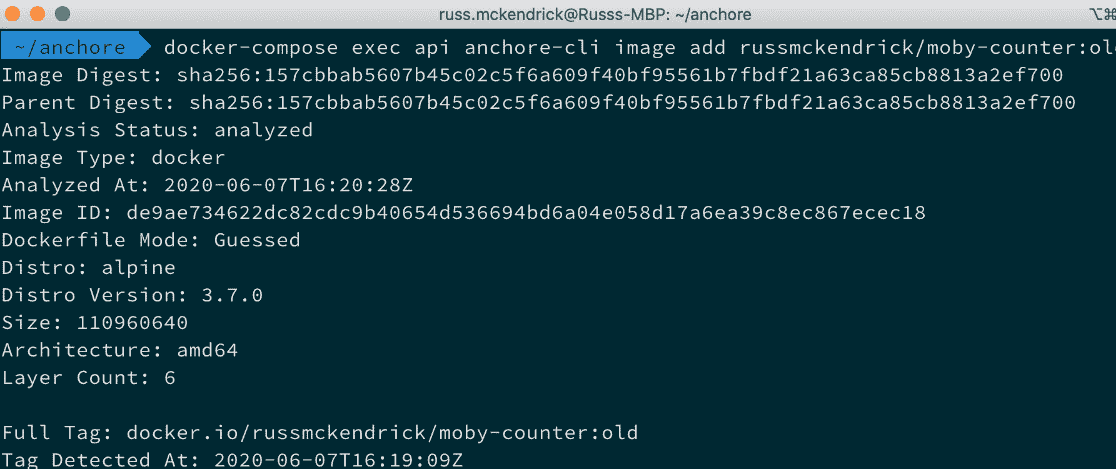 russ.mckendrick@Russs-MBP: ~/anchore
~/anchore docker-compose exec api anchore-cli image add russmckendrick/moby-counter:old
Image Digest: sha256:157cbbab5607b45c02c5f6a609f40bf95561b7fbdf21a63ca85cb8813a2ef700
Parent Digest: sha256:157cbbab5607b45c02c5f6a609f40bf95561b7fbdf21a63ca85cb8813a2ef700
Analysis Status: analyzed
Image Type: docker
Analyzed At: 2020-06-07T16:20:28Z
Image ID: de9ae734622dc82cdc9b40654d536694bd6a04e058d17a6ea39c8ec867ecec18
Dockerfile Mode: Guessed
Distro: alpine
Distro Version: 3.7.0
Size: 110960640
Architecture: amd64
Layer Count: 6
Full Tag: docker.io/russmckendrick/moby-counter:old
Tag Detected At: 2020-06-07T16:19:09Z